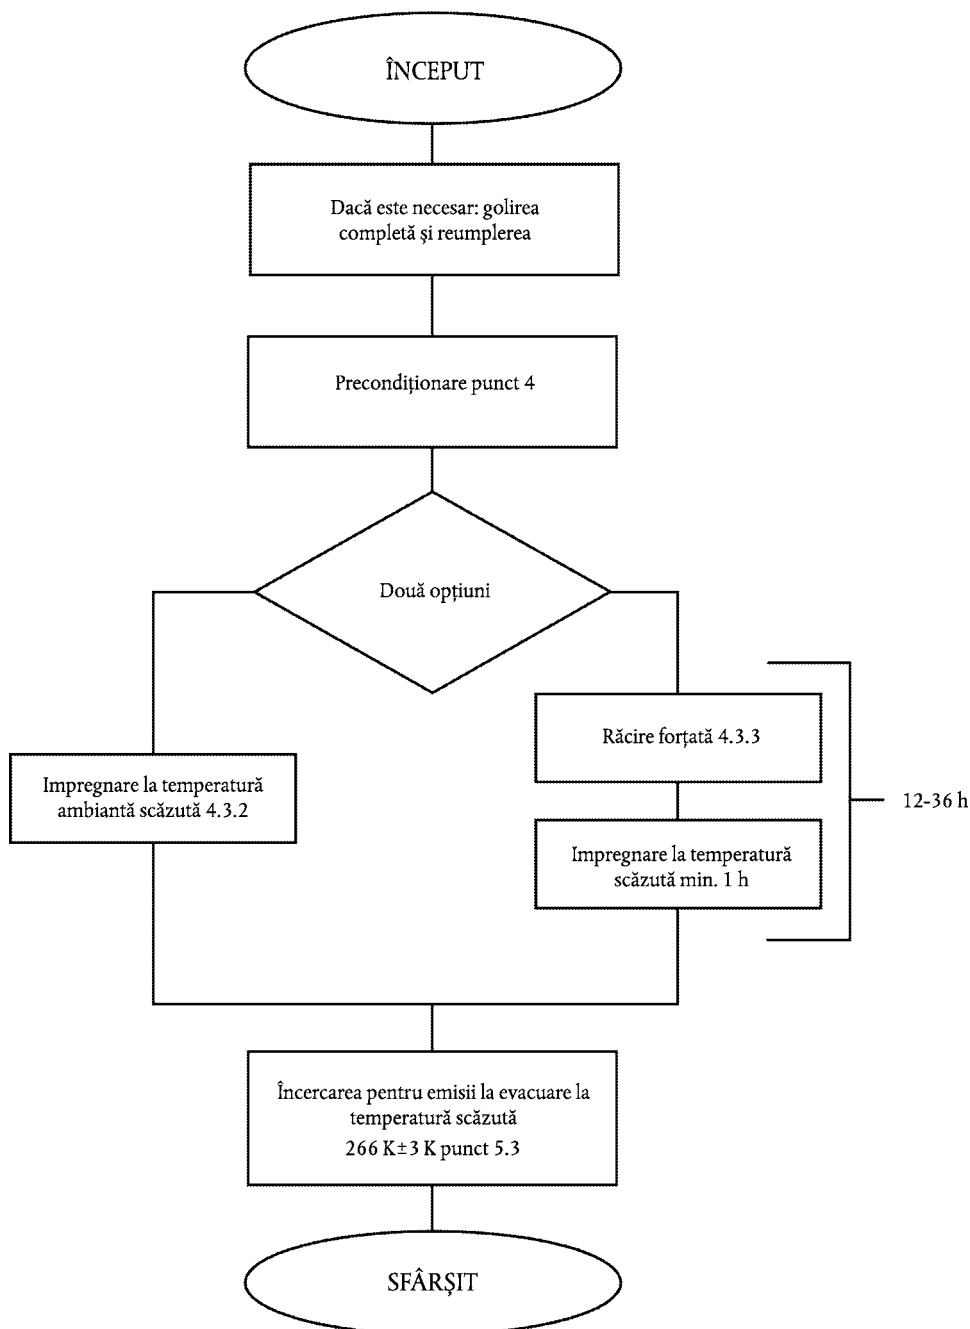 ÎNCEPUT
Dacă este necesar: golirea
completă și reumplerea
Precondiționare punct 4
Două opțiuni
Răcire forțată 4.3.3
Impregnare la temperatură
ambiantă scăzută 4.3.2
12-36 h
Impregnare la temperatură
scăzută min. 1 h
Încercarea pentru emisii la evacuare la
temperatură scăzută
266 K±3 K punct 5.3
SFÂRȘIT